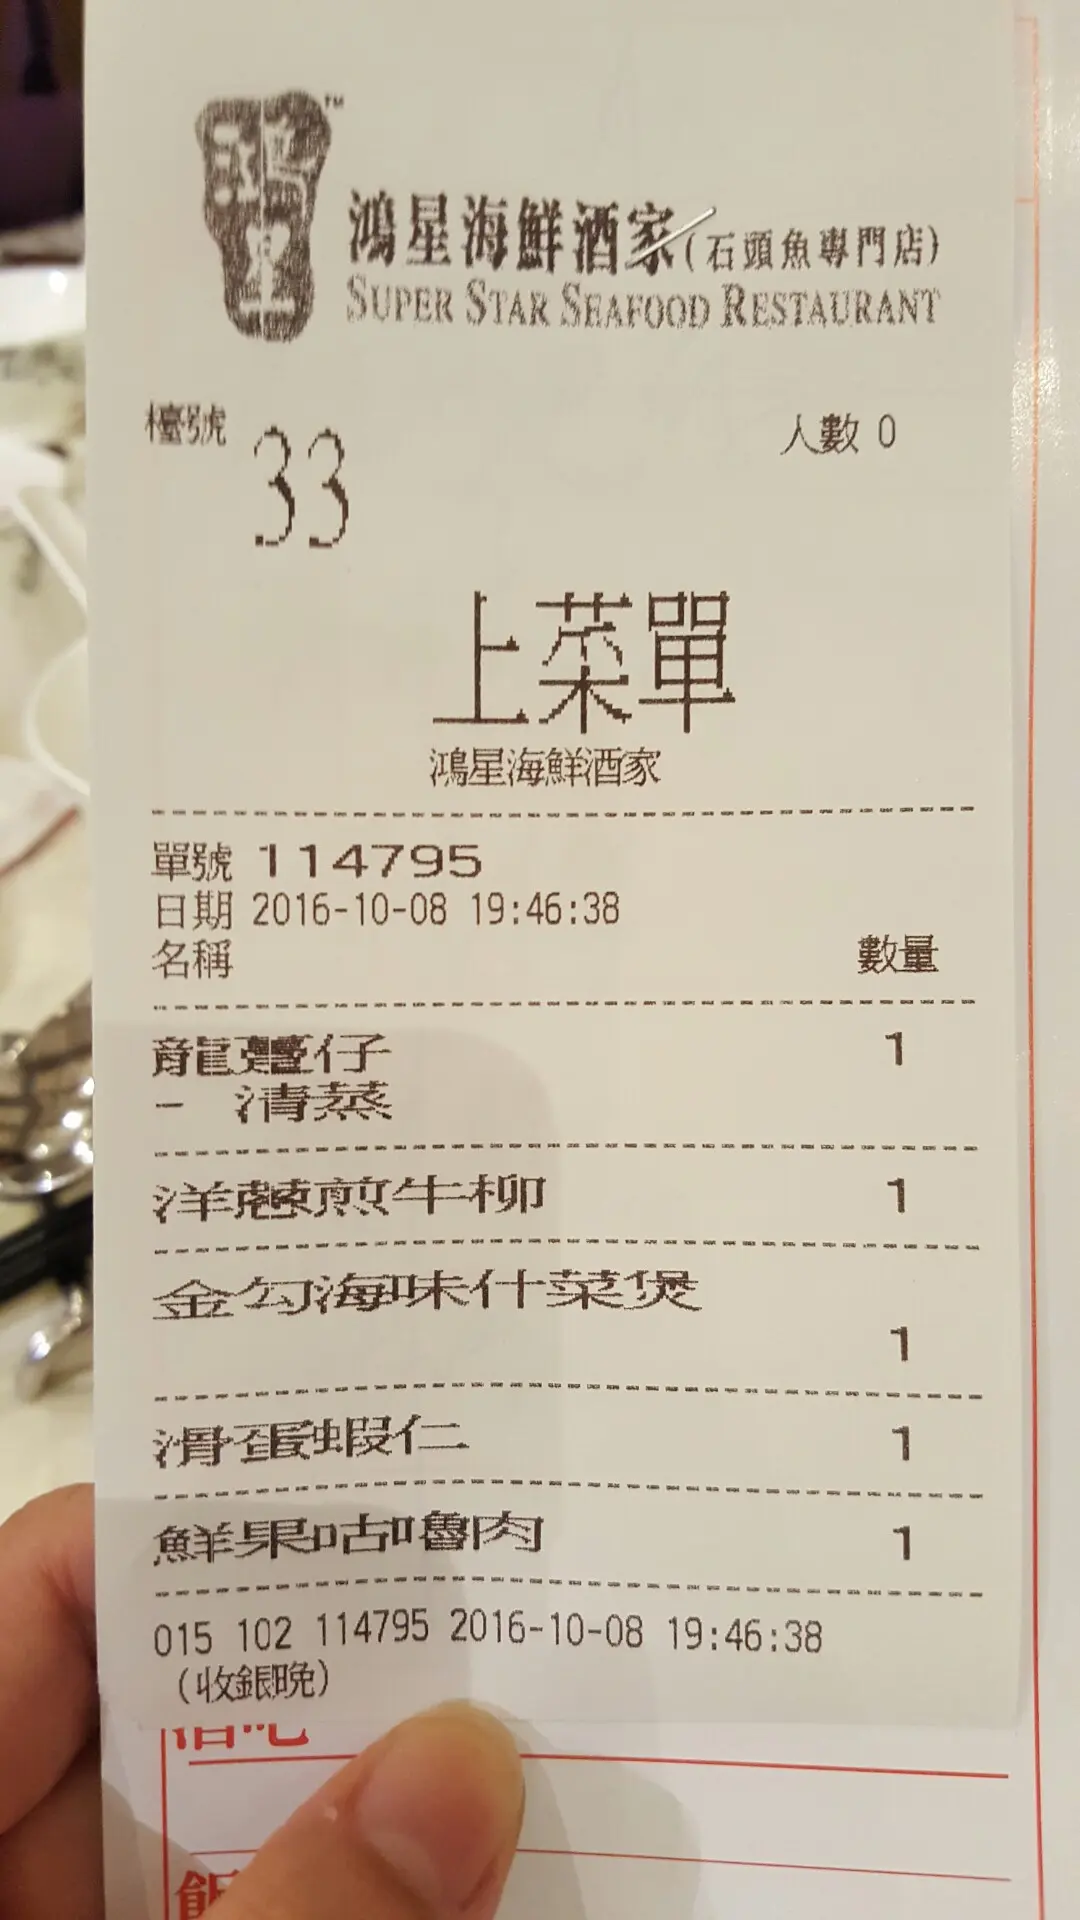 TM
鴻星海鮮酒家(石頭魚專門店)
SUPER STAR SEAFOOD RESTAURANT
檯號 33
人數 0
上菜單
鴻星海鮮酒家
單號 114795
日期 2016-10-08 19:46:38
名稱 數量
龍躉仔 1
- 清蒸
洋蔥煎牛柳 1
金勾海味什菜煲
1
滑蛋蝦仁 1
鮮果咕嚕肉 1
015 102 114795 2016-10-08 19:46:38
(收銀晚)